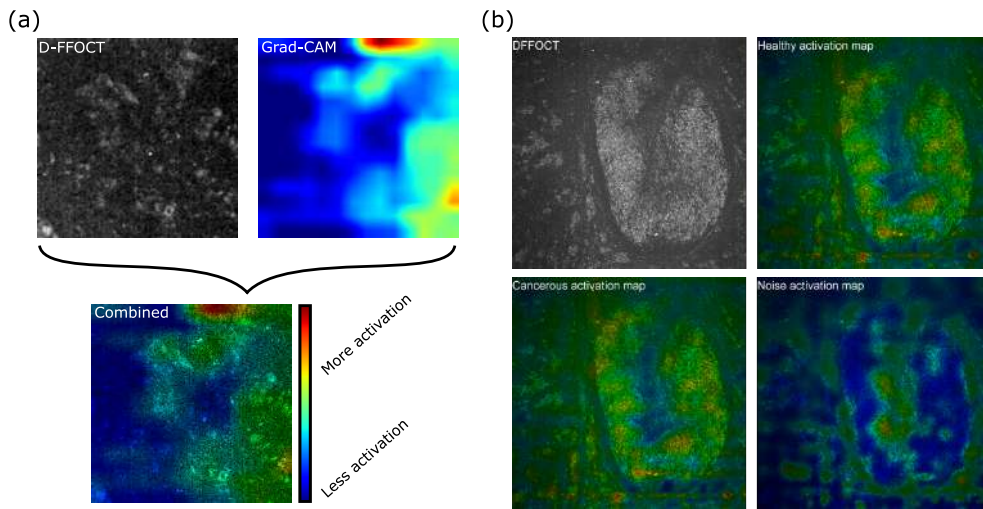 (a)
D-FFOCT
Grad-CAM
Combined
More activation
Less activation
(b)
DFFOCT
Healthy activation map
Cancerous activation map
Noise activation map